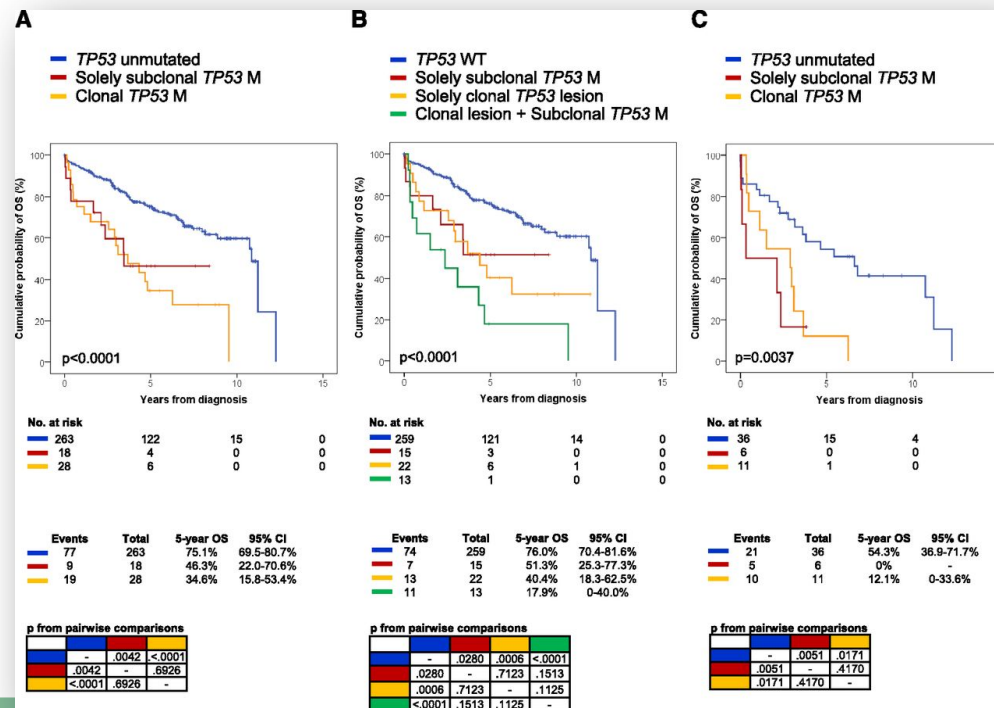 A
TP53 unmutated
Solely subclonal TP53 M
Clonal TP53 M
Cumulative probability of OS (%)
100
80
60
40
20
0
p<0.0001
0 5 10 15
Years from diagnosis
No. at risk
263 122 15 0
18 4 0 0
28 6 0 0
Events Total 5-year OS 95% CI
77 263 75.1% 69.5-80.7%
9 18 46.3% 22.0-70.6%
19 28 34.6% 15.8-53.4%
p from pairwise comparisons
- .0042 <.0001
.0042 - .6926
<.0001 .6926 -
B
TP53 WT
Solely subclonal TP53 M
Solely clonal TP53 lesion
Clonal lesion + Subclonal TP53 M
Cumulative probability of OS (%)
100
80
60
40
20
0
p<0.0001
0 5 10 15
Years from diagnosis
No. at risk
259 121 14 0
15 3 0 0
22 6 1 0
13 1 0 0
Events Total 5-year OS 95% CI
74 259 76.0% 70.4-81.6%
7 15 51.3% 25.3-77.3%
13 22 40.4% 18.3-62.5%
11 13 17.9% 0-40.0%
p from pairwise comparisons
- .0280 .0006 <.0001
.0280 - .7123 .1513
.0006 .7123 - .1125
<.0001 .1513 .1125 -
C
TP53 unmutated
Solely subclonal TP53 M
Clonal TP53 M
Cumulative probability of OS (%)
100
80
60
40
20
0
p=0.0037
0 5 10
Years from diagnosis
No. at risk
36 15 4
6 0 0
11 1 0
Events Total 5-year OS 95% CI
21 36 54.3% 36.9-71.7%
5 6 0% -
10 11 12.1% 0-33.6%
p from pairwise comparisons
- .0051 .0171
.0051 - .4170
.0171 .4170 -